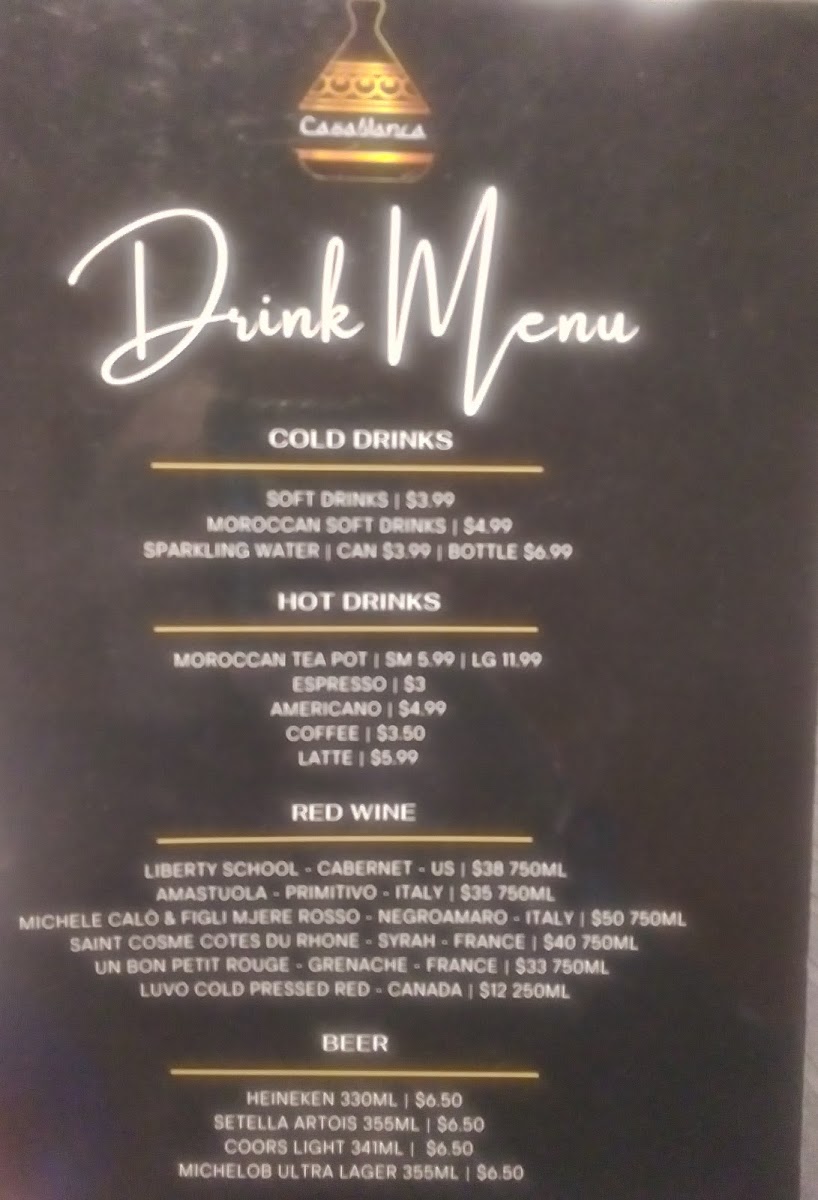 Casablanca
Drink Menu
COLD DRINKS
SOFT DRINKS | $3.99
MOROCCAN SOFT DRINKS | $4.99
SPARKLING WATER | CAN $3.99 | BOTTLE $6.99
HOT DRINKS
MOROCCAN TEA POT | SM 5.99 | LG 11.99
ESPRESSO | $3
AMERICANO | $4.99
COFFEE | $3.50
LATTE | $5.99
RED WINE
LIBERTY SCHOOL - CABERNET - US | $38 750ML
AMASTUOLA - PRIMITIVO - ITALY | $35 750ML
MICHELE CALÒ & FIGLI MJERE ROSSO - NEGROAMARO - ITALY | $50 750ML
SAINT COSME COTES DU RHONE - SYRAH - FRANCE | $40 750ML
UN BON PETIT ROUGE - GRENACHE - FRANCE | $33 750ML
LUVO COLD PRESSED RED - CANADA | $12 250ML
BEER
HEINEKEN 330ML | $6.50
SETELLA ARTOIS 355ML | $6.50
COORS LIGHT 341ML | $6.50
MICHELOB ULTRA LAGER 355ML | $6.50